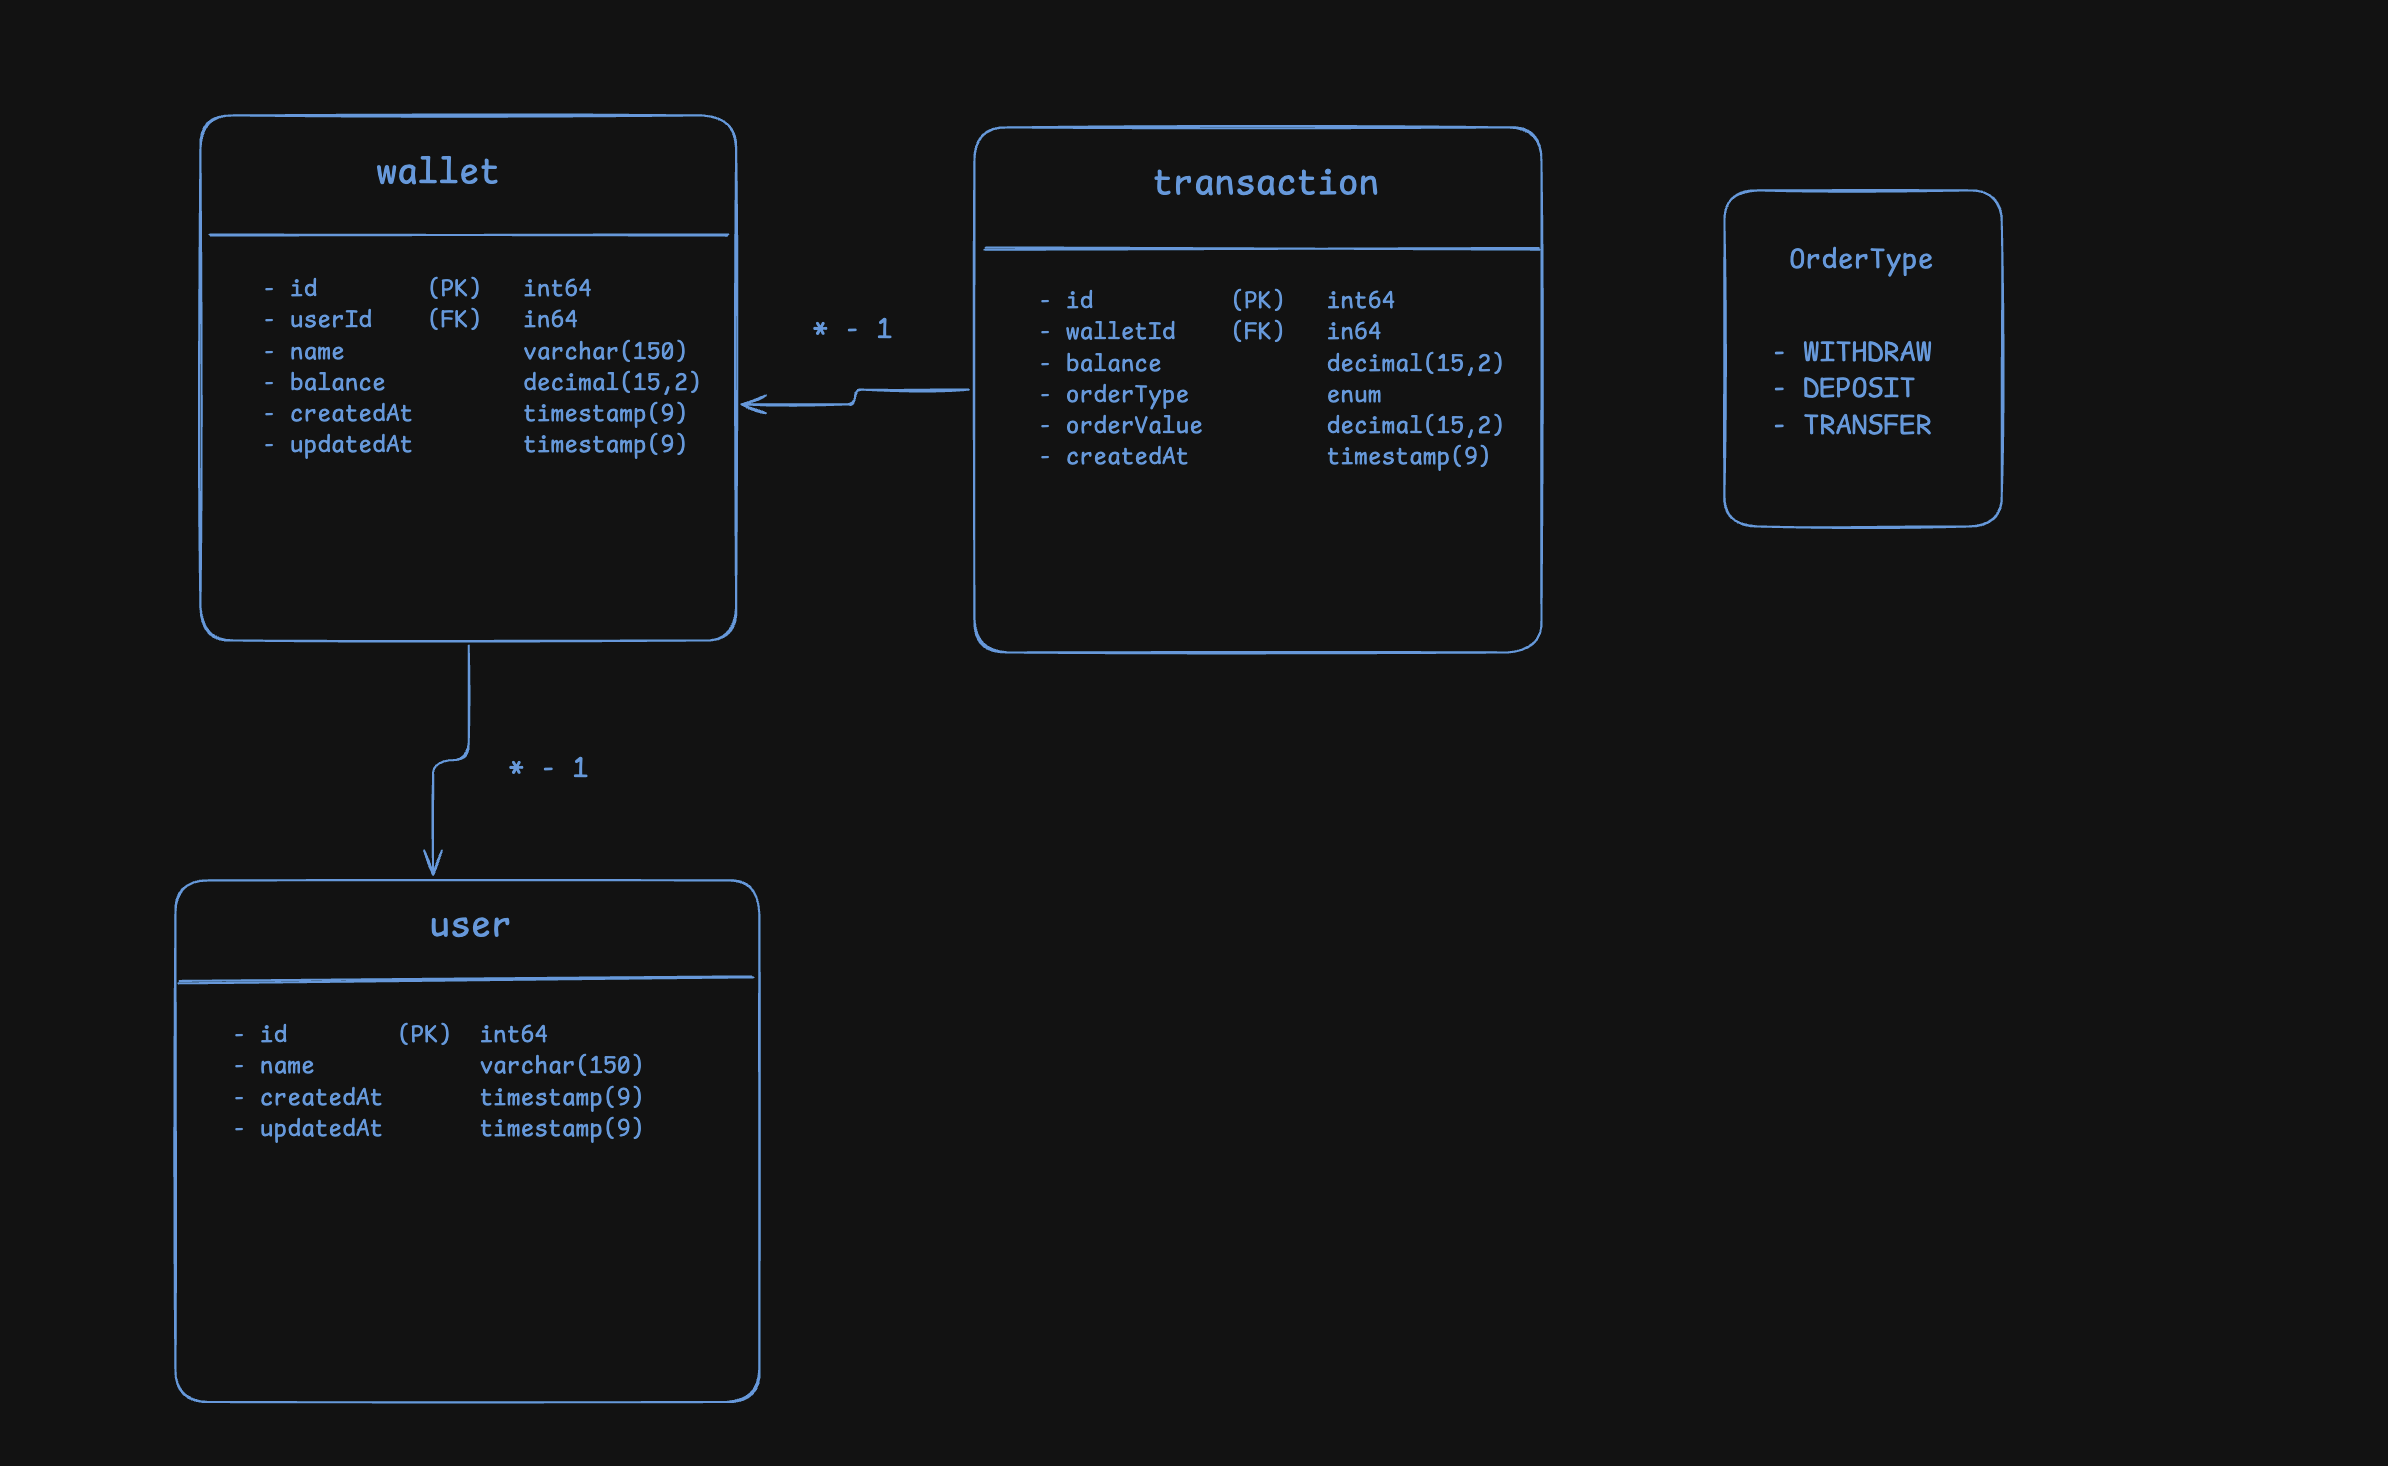 wallet
- id (PK) int64
- userId (FK) in64
- name varchar(150)
- balance decimal(15,2)
- createdAt timestamp(9)
- updatedAt timestamp(9)
* - 1
transaction
- id (PK) int64
- walletId (FK) in64
- balance decimal(15,2)
- orderType enum
- orderValue decimal(15,2)
- createdAt timestamp(9)
OrderType
- WITHDRAW
- DEPOSIT
- TRANSFER
* - 1
user
- id (PK) int64
- name varchar(150)
- createdAt timestamp(9)
- updatedAt timestamp(9)